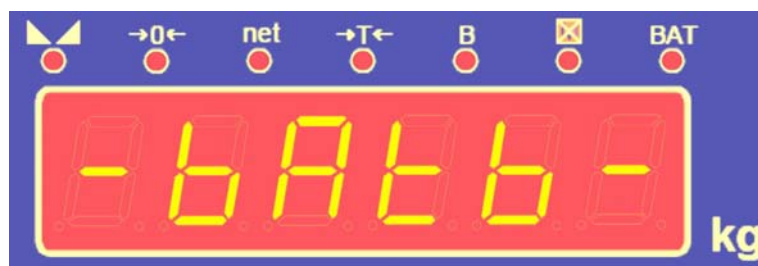 →0← net →T← B BAT
-bAtb-
kg